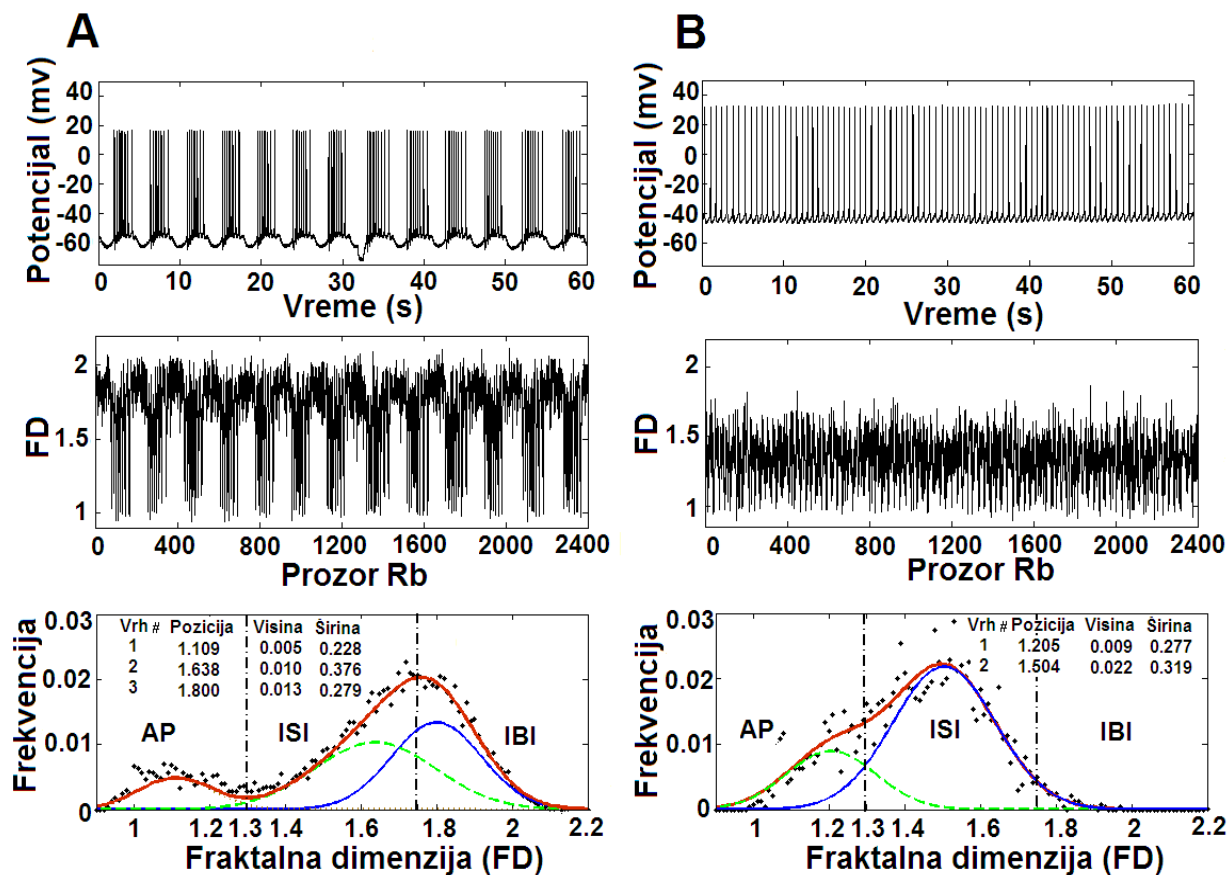 A
Potencijal (mv)
40
20
0
-20
-40
-60
0 10 20 30 40 50 60
Vreme (s)
FD
2
1.5
1
0 400 800 1200 1600 2000 2400
Prozor Rb
Frekvencija
0.03
0.02
0.01
0
Vrh # Pozicija Visina Širina
1 1.109 0.005 0.228
2 1.638 0.010 0.376
3 1.800 0.013 0.279
AP ISI IBI
1 1.2 1.3 1.4 1.6 1.8 2 2.2
Fraktalna dimenzija (FD)
B
Potencijal (mv)
40
20
0
-20
-40
-60
0 10 20 30 40 50 60
Vreme (s)
FD
2
1.5
1
0 400 800 1200 1600 2000 2400
Prozor Rb
Frekvencija
0.03
0.02
0.01
0
Vrh # Pozicija Visina Širina
1 1.205 0.009 0.277
2 1.504 0.022 0.319
AP ISI IBI
1 1.2 1.3 1.4 1.6 1.8 2 2.2
Fraktalna dimenzija (FD)